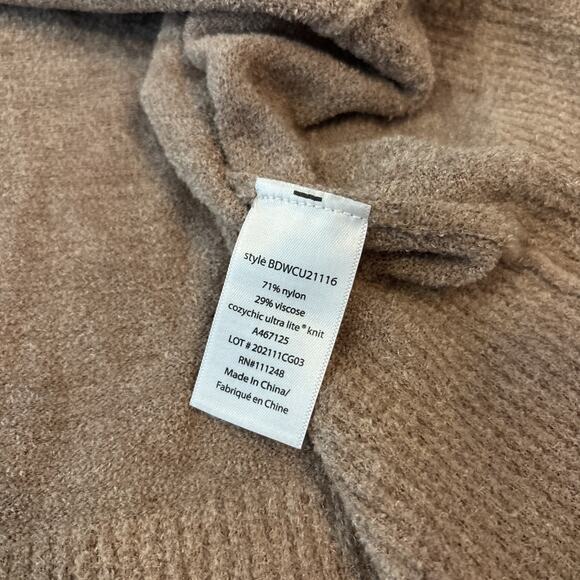 style BDWCU21116
71% nylon
29% viscose
cozychic ultra lite® knit
A467125
LOT # 202111CG03
RN#111248
Made In China/
Fabriqué en Chine